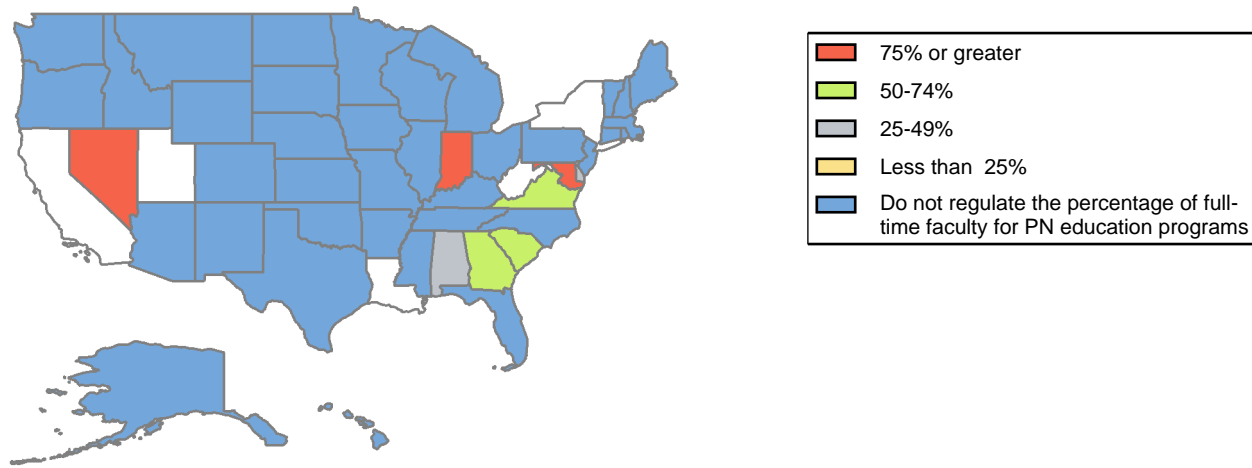 75% or greater
50-74%
25-49%
Less than 25%
Do not regulate the percentage of full-
time faculty for PN education programs